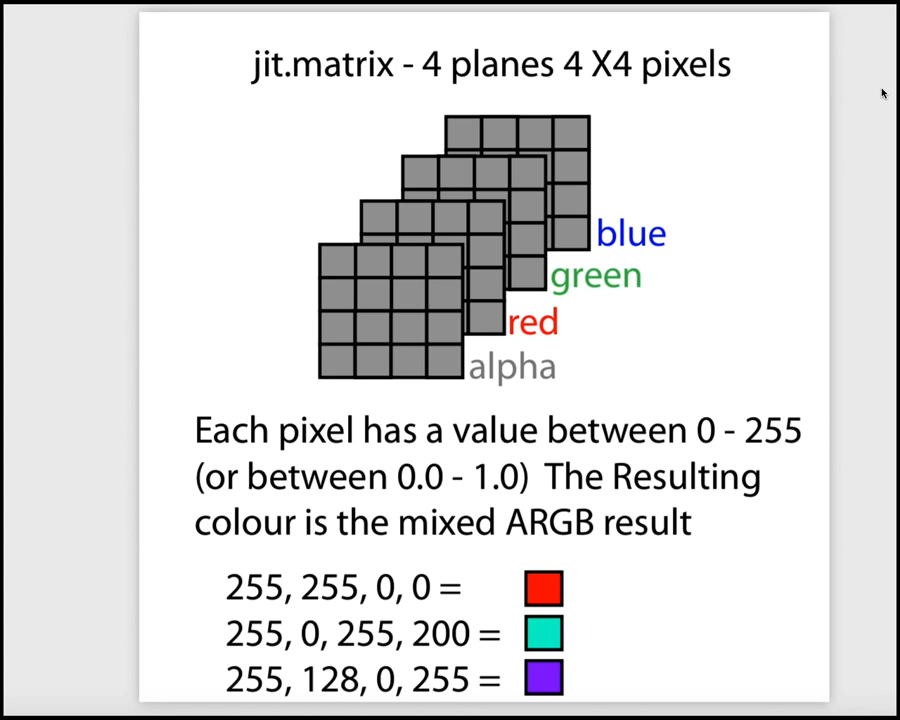 jit.matrix - 4 planes 4 X4 pixels
blue
green
red
alpha
Each pixel has a value between 0 - 255
(or between 0.0 - 1.0)  The Resulting
colour is the mixed ARGB result
255, 255, 0, 0 =
255, 0, 255, 200 =
255, 128, 0, 255 =